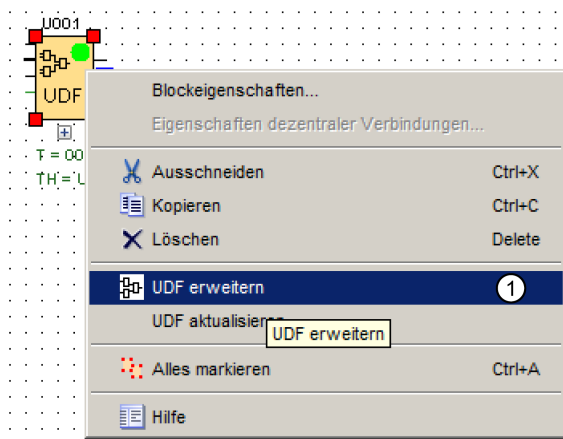 U001
UDF
T = 00
TH = U
Blockeigenschaften...
Eigenschaften dezentraler Verbindungen...
Ausschneiden Ctrl+X
Kopieren Ctrl+C
Löschen Delete
UDF erweitern 1
UDF aktualisieren
UDF erweitern
Alles markieren Ctrl+A
Hilfe